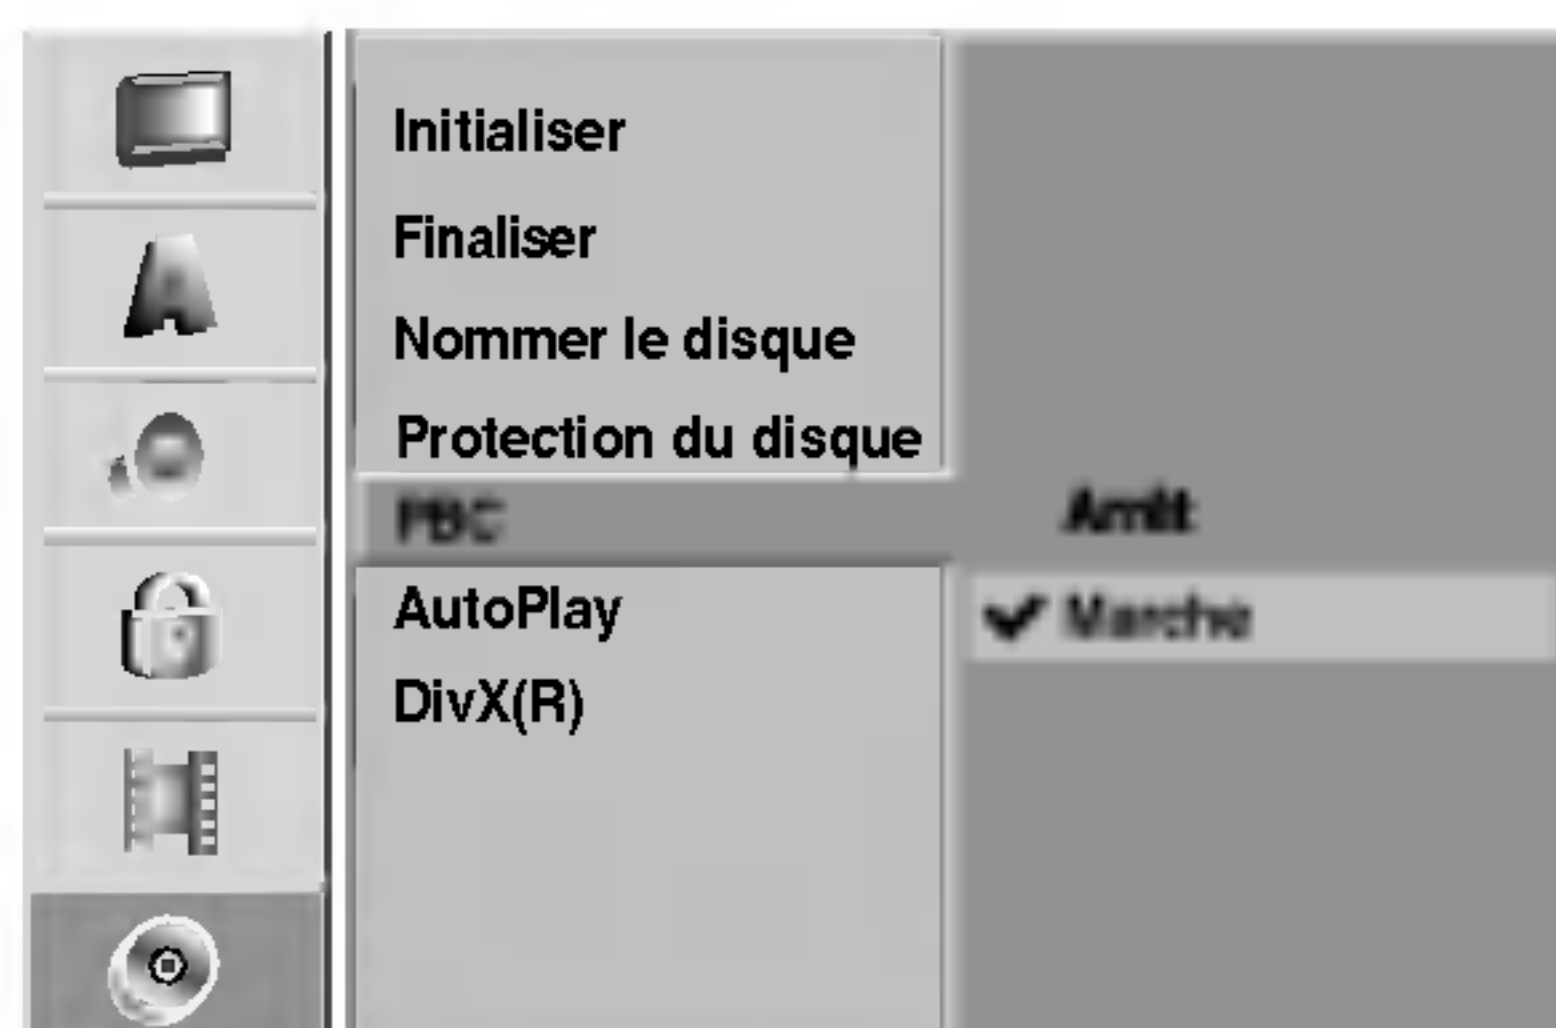 Initialiser
Finaliser
Nommer le disque
Protection du disque
PBC
Arrêt
AutoPlay
Marche
DivX(R)